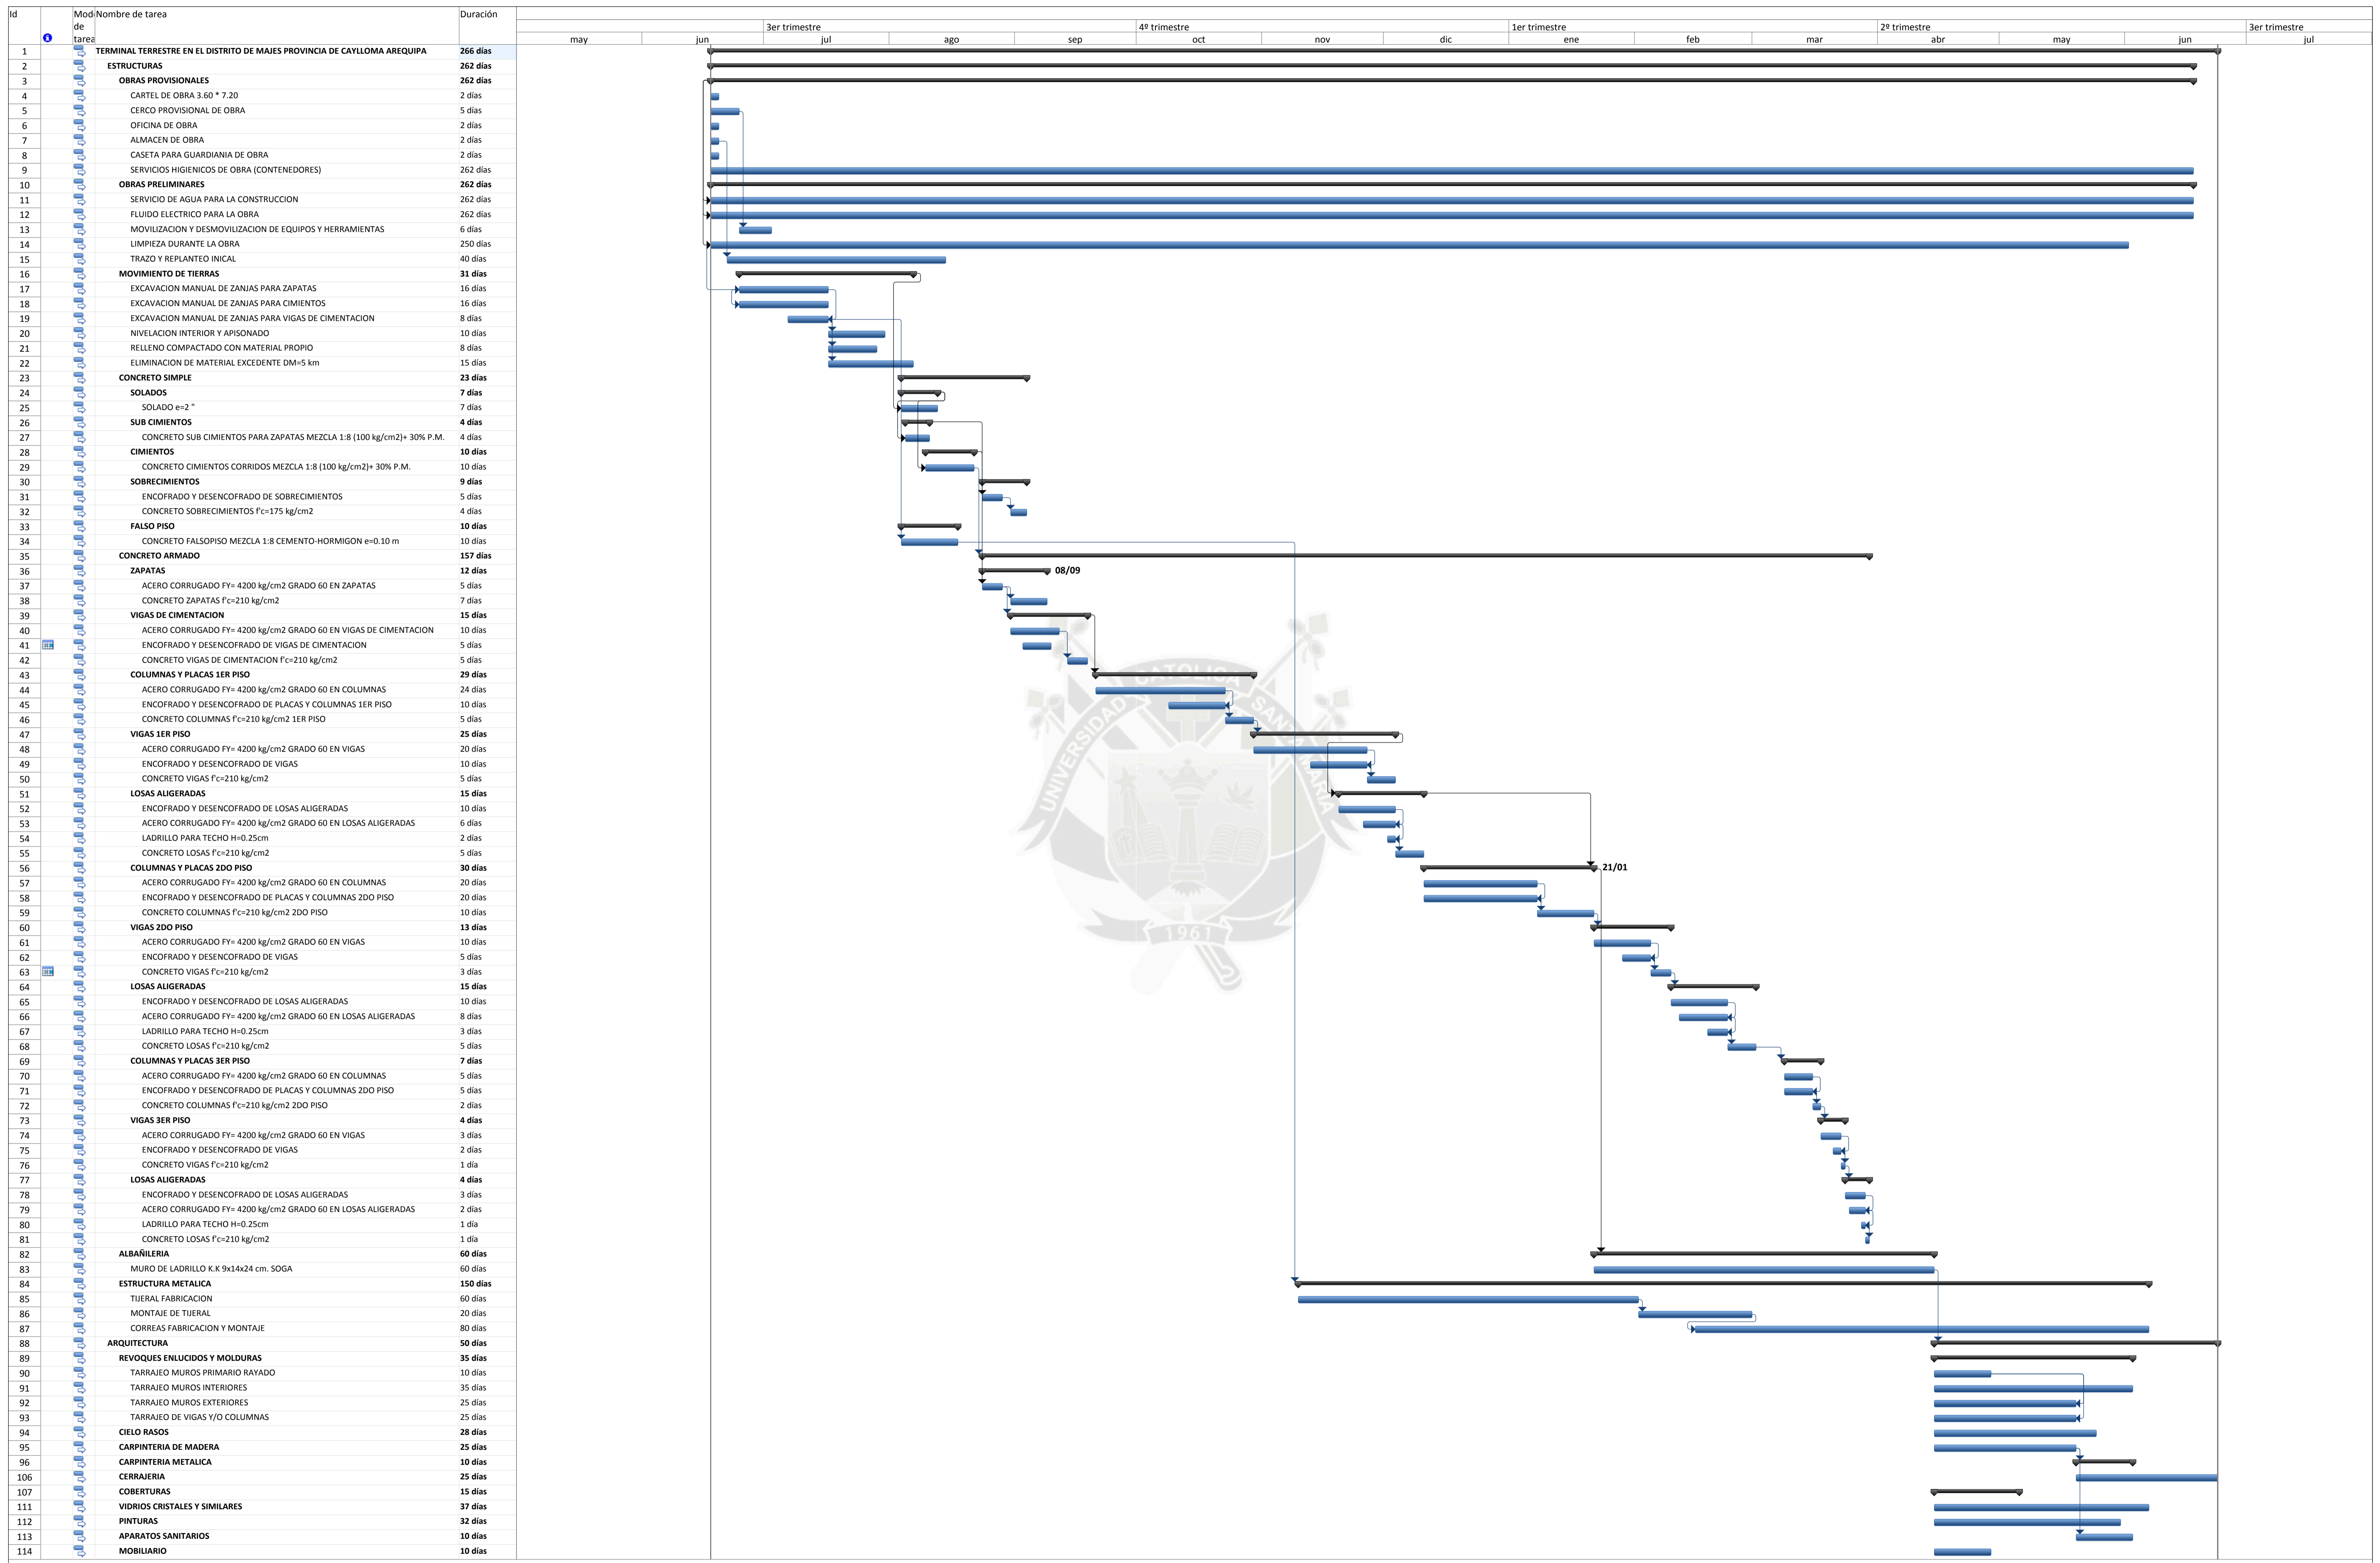 Id Modo de tarea Nombre de tarea Duración
3er trimestre 4º trimestre 1er trimestre 2º trimestre 3er trimestre
may jun jul ago sep oct nov dic ene feb mar abr may jun jul
1 TERMINAL TERRESTRE EN EL DISTRITO DE MAJES PROVINCIA DE CAYLLOMA AREQUIPA 266 días
2 ESTRUCTURAS 262 días
3 OBRAS PROVISIONALES 262 días
4 CARTEL DE OBRA 3.60 * 7.20 2 días
5 CERCO PROVISIONAL DE OBRA 5 días
6 OFICINA DE OBRA 2 días
7 ALMACEN DE OBRA 2 días
8 CASETA PARA GUARDIANIA DE OBRA 2 días
9 SERVICIOS HIGIENICOS DE OBRA (CONTENEDORES) 262 días
10 OBRAS PRELIMINARES 262 días
11 SERVICIO DE AGUA PARA LA CONSTRUCCION 262 días
12 FLUIDO ELECTRICO PARA LA OBRA 262 días
13 MOVILIZACION Y DESMOVILIZACION DE EQUIPOS Y HERRAMIENTAS 6 días
14 LIMPIEZA DURANTE LA OBRA 250 días
15 TRAZO Y REPLANTEO INICAL 40 días
16 MOVIMIENTO DE TIERRAS 31 días
17 EXCAVACION MANUAL DE ZANJAS PARA ZAPATAS 16 días
18 EXCAVACION MANUAL DE ZANJAS PARA CIMIENTOS 16 días
19 EXCAVACION MANUAL DE ZANJAS PARA VIGAS DE CIMENTACION 8 días
20 NIVELACION INTERIOR Y APISONADO 10 días
21 RELLENO COMPACTADO CON MATERIAL PROPIO 8 días
22 ELIMINACION DE MATERIAL EXCEDENTE DM=5 km 15 días
23 CONCRETO SIMPLE 23 días
24 SOLADOS 7 días
25 SOLADO e=2 " 7 días
26 SUB CIMIENTOS 4 días
27 CONCRETO SUB CIMIENTOS PARA ZAPATAS MEZCLA 1:8 (100 kg/cm2)+ 30% P.M. 4 días
28 CIMIENTOS 10 días
29 CONCRETO CIMIENTOS CORRIDOS MEZCLA 1:8 (100 kg/cm2)+ 30% P.M. 10 días
30 SOBRECIMIENTOS 9 días
31 ENCOFRADO Y DESENCOFRADO DE SOBRECIMIENTOS 5 días
32 CONCRETO SOBRECIMIENTOS f'c=175 kg/cm2 4 días
33 FALSO PISO 10 días
34 CONCRETO FALSOPISO MEZCLA 1:8 CEMENTO-HORMIGON e=0.10 m 10 días
35 CONCRETO ARMADO 157 días
36 ZAPATAS 12 días 08/09
37 ACERO CORRUGADO FY= 4200 kg/cm2 GRADO 60 EN ZAPATAS 5 días
38 CONCRETO ZAPATAS f'c=210 kg/cm2 7 días
39 VIGAS DE CIMENTACION 15 días
40 ACERO CORRUGADO FY= 4200 kg/cm2 GRADO 60 EN VIGAS DE CIMENTACION 10 días
41 ENCOFRADO Y DESENCOFRADO DE VIGAS DE CIMENTACION 5 días
42 CONCRETO VIGAS DE CIMENTACION f'c=210 kg/cm2 5 días
43 COLUMNAS Y PLACAS 1ER PISO 29 días
44 ACERO CORRUGADO FY= 4200 kg/cm2 GRADO 60 EN COLUMNAS 24 días
45 ENCOFRADO Y DESENCOFRADO DE PLACAS Y COLUMNAS 1ER PISO 10 días
46 CONCRETO COLUMNAS f'c=210 kg/cm2 1ER PISO 5 días
47 VIGAS 1ER PISO 25 días
48 ACERO CORRUGADO FY= 4200 kg/cm2 GRADO 60 EN VIGAS 20 días
49 ENCOFRADO Y DESENCOFRADO DE VIGAS 10 días
50 CONCRETO VIGAS f'c=210 kg/cm2 5 días
51 LOSAS ALIGERADAS 15 días
52 ENCOFRADO Y DESENCOFRADO DE LOSAS ALIGERADAS 10 días
53 ACERO CORRUGADO FY= 4200 kg/cm2 GRADO 60 EN LOSAS ALIGERADAS 6 días
54 LADRILLO PARA TECHO H=0.25cm 2 días
55 CONCRETO LOSAS f'c=210 kg/cm2 5 días
56 COLUMNAS Y PLACAS 2DO PISO 30 días 21/01
57 ACERO CORRUGADO FY= 4200 kg/cm2 GRADO 60 EN COLUMNAS 20 días
58 ENCOFRADO Y DESENCOFRADO DE PLACAS Y COLUMNAS 2DO PISO 20 días
59 CONCRETO COLUMNAS f'c=210 kg/cm2 2DO PISO 10 días
60 VIGAS 2DO PISO 13 días
61 ACERO CORRUGADO FY= 4200 kg/cm2 GRADO 60 EN VIGAS 10 días
62 ENCOFRADO Y DESENCOFRADO DE VIGAS 5 días
63 CONCRETO VIGAS f'c=210 kg/cm2 3 días
64 LOSAS ALIGERADAS 15 días
65 ENCOFRADO Y DESENCOFRADO DE LOSAS ALIGERADAS 10 días
66 ACERO CORRUGADO FY= 4200 kg/cm2 GRADO 60 EN LOSAS ALIGERADAS 8 días
67 LADRILLO PARA TECHO H=0.25cm 3 días
68 CONCRETO LOSAS f'c=210 kg/cm2 5 días
69 COLUMNAS Y PLACAS 3ER PISO 7 días
70 ACERO CORRUGADO FY= 4200 kg/cm2 GRADO 60 EN COLUMNAS 5 días
71 ENCOFRADO Y DESENCOFRADO DE PLACAS Y COLUMNAS 2DO PISO 5 días
72 CONCRETO COLUMNAS f'c=210 kg/cm2 2DO PISO 2 días
73 VIGAS 3ER PISO 4 días
74 ACERO CORRUGADO FY= 4200 kg/cm2 GRADO 60 EN VIGAS 3 días
75 ENCOFRADO Y DESENCOFRADO DE VIGAS 2 días
76 CONCRETO VIGAS f'c=210 kg/cm2 1 día
77 LOSAS ALIGERADAS 4 días
78 ENCOFRADO Y DESENCOFRADO DE LOSAS ALIGERADAS 3 días
79 ACERO CORRUGADO FY= 4200 kg/cm2 GRADO 60 EN LOSAS ALIGERADAS 2 días
80 LADRILLO PARA TECHO H=0.25cm 1 día
81 CONCRETO LOSAS f'c=210 kg/cm2 1 día
82 ALBAÑILERIA 60 días
83 MURO DE LADRILLO K.K 9x14x24 cm. SOGA 60 días
84 ESTRUCTURA METALICA 150 días
85 TIJERAL FABRICACION 60 días
86 MONTAJE DE TIJERAL 20 días
87 CORREAS FABRICACION Y MONTAJE 80 días
88 ARQUITECTURA 50 días
89 REVOQUES ENLUCIDOS Y MOLDURAS 35 días
90 TARRAJEO MUROS PRIMARIO RAYADO 10 días
91 TARRAJEO MUROS INTERIORES 35 días
92 TARRAJEO MUROS EXTERIORES 25 días
93 TARRAJEO DE VIGAS Y/O COLUMNAS 25 días
94 CIELO RASOS 28 días
95 CARPINTERIA DE MADERA 25 días
96 CARPINTERIA METALICA 10 días
106 CERRAJERIA 25 días
107 COBERTURAS 15 días
111 VIDRIOS CRISTALES Y SIMILARES 37 días
112 PINTURAS 32 días
113 APARATOS SANITARIOS 10 días
114 MOBILIARIO 10 días
UNIVERSIDAD CATOLICA SANTA MARIA
1961